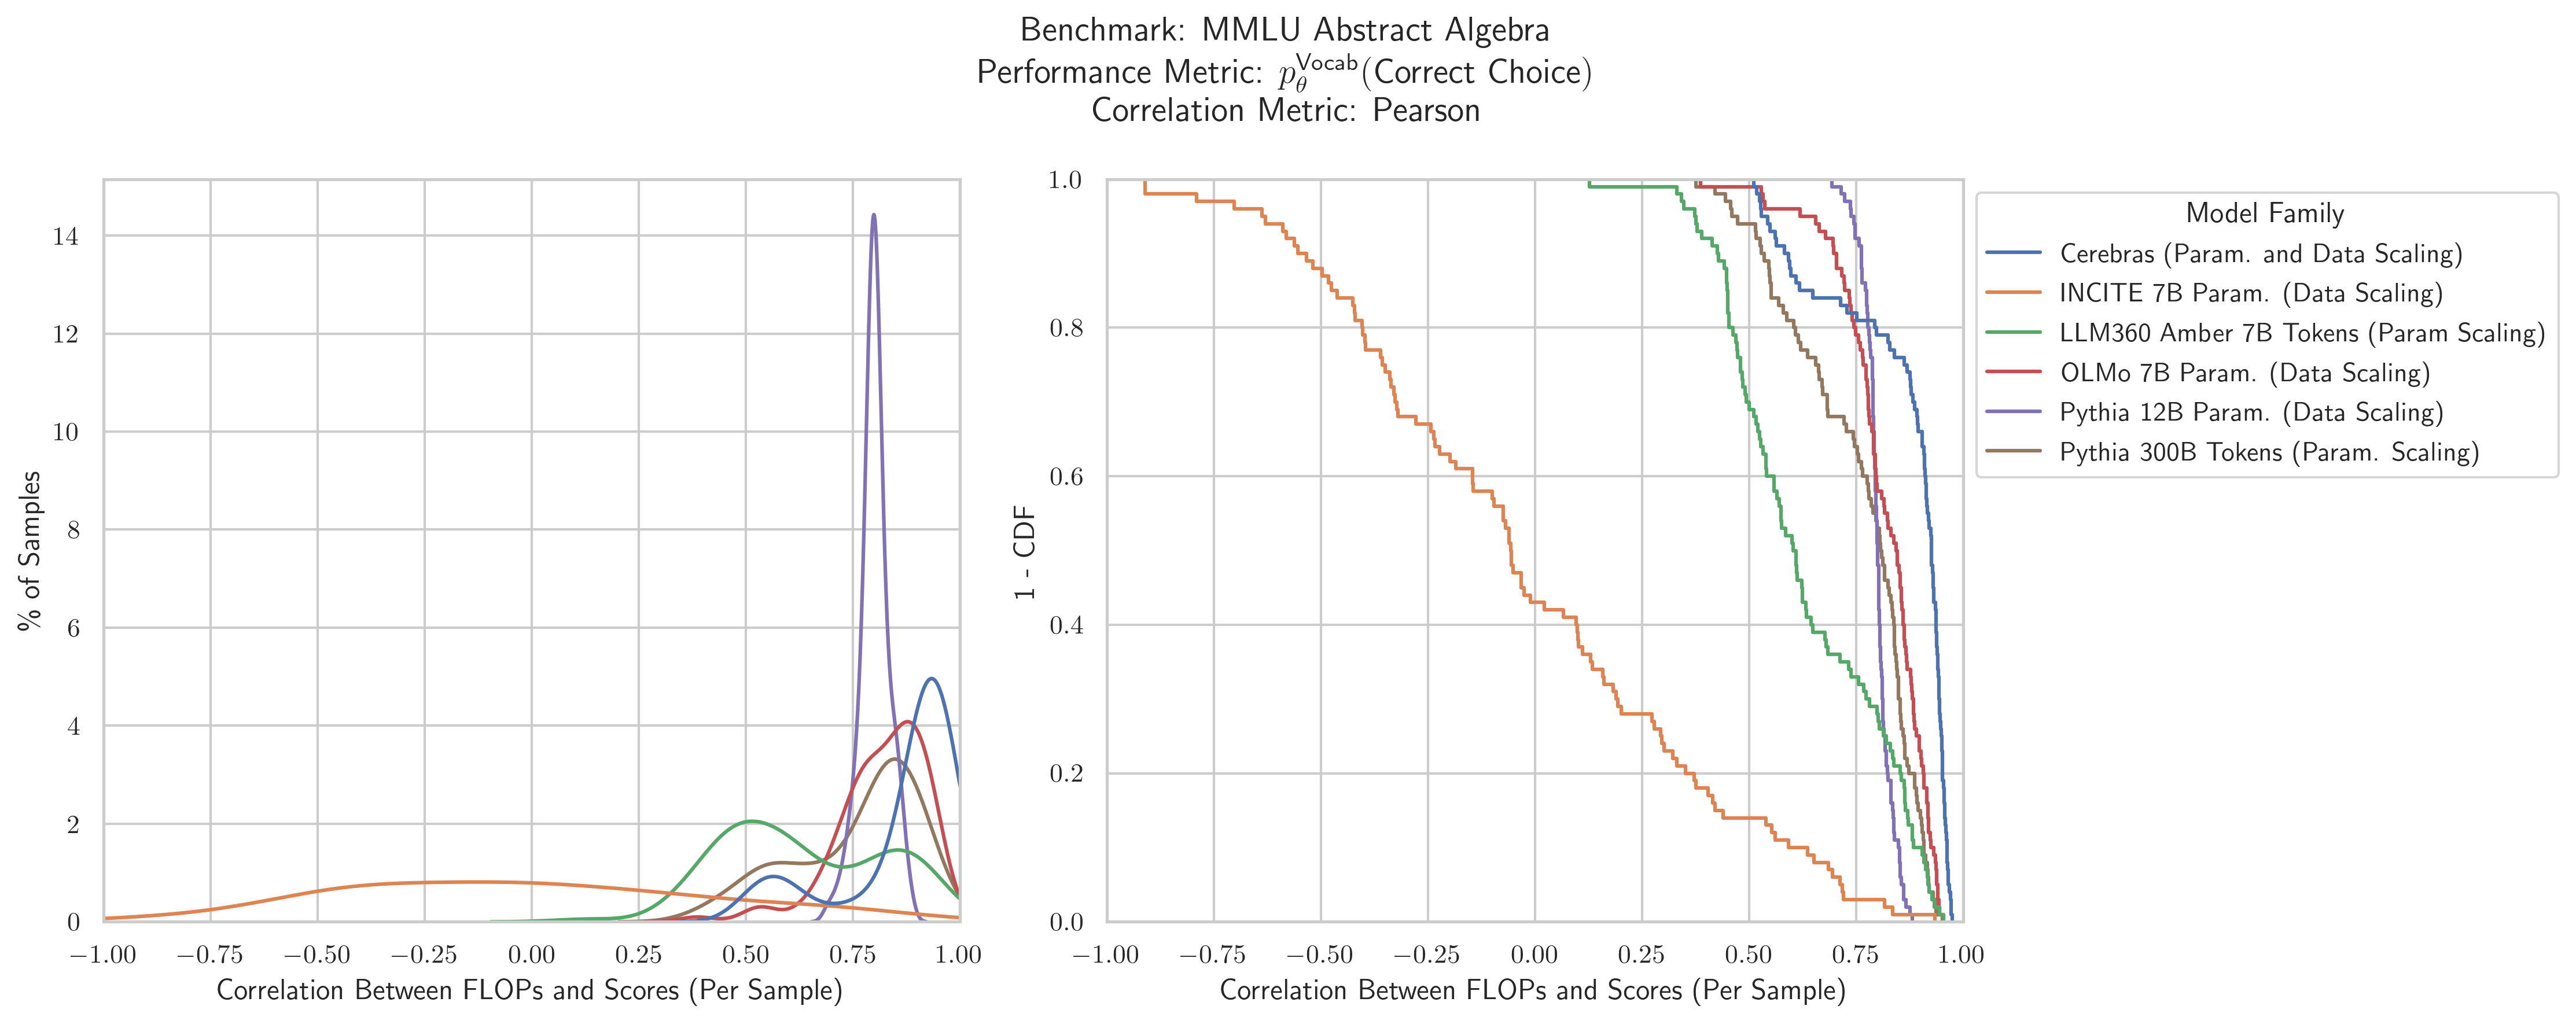 Benchmark: MMLU Abstract Algebra
Performance Metric: $p_\theta^{\text{Vocab}}$(Correct Choice)
Correlation Metric: Pearson
% of Samples
14
12
10
8
6
4
2
0
−1.00 −0.75 −0.50 −0.25 0.00 0.25 0.50 0.75 1.00
Correlation Between FLOPs and Scores (Per Sample)
1 - CDF
1.0
0.8
0.6
0.4
0.2
0.0
−1.00 −0.75 −0.50 −0.25 0.00 0.25 0.50 0.75 1.00
Correlation Between FLOPs and Scores (Per Sample)
Model Family
Cerebras (Param. and Data Scaling)
INCITE 7B Param. (Data Scaling)
LLM360 Amber 7B Tokens (Param Scaling)
OLMo 7B Param. (Data Scaling)
Pythia 12B Param. (Data Scaling)
Pythia 300B Tokens (Param. Scaling)